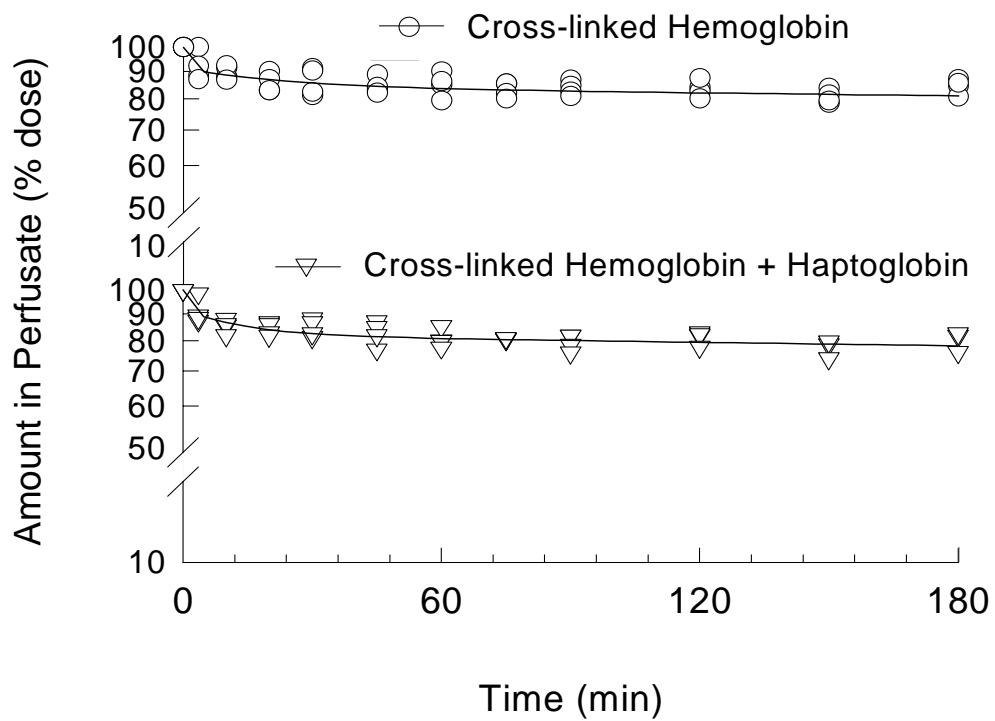 Cross-linked Hemoglobin
100
90
80
70
60
50
10
Cross-linked Hemoglobin + Haptoglobin
100
90
80
70
60
50
10
0 60 120 180
Time (min)
Amount in Perfusate (% dose)